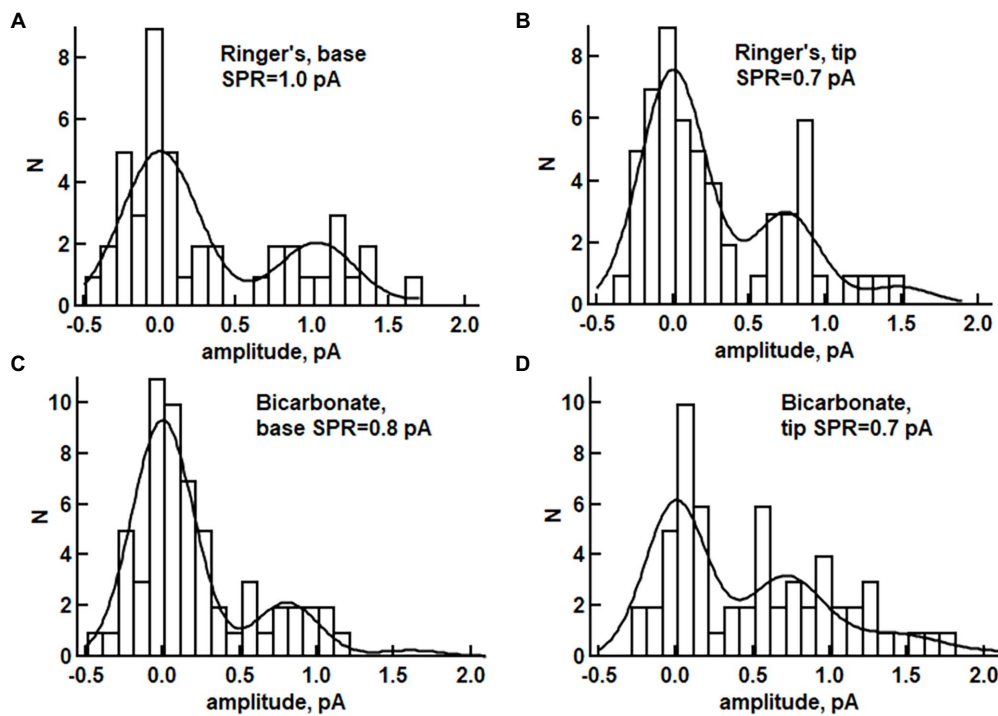 A
Ringer's, base
SPR=1.0 pA
8
6
4
2
0
N
-0.5 0.0 0.5 1.0 1.5 2.0
amplitude, pA
B
Ringer's, tip
SPR=0.7 pA
8
6
4
2
0
N
-0.5 0.0 0.5 1.0 1.5 2.0
amplitude, pA
C
Bicarbonate,
base SPR=0.8 pA
10
8
6
4
2
0
N
-0.5 0.0 0.5 1.0 1.5 2.0
amplitude, pA
D
Bicarbonate,
tip SPR=0.7 pA
10
8
6
4
2
0
N
-0.5 0.0 0.5 1.0 1.5 2.0
amplitude, pA